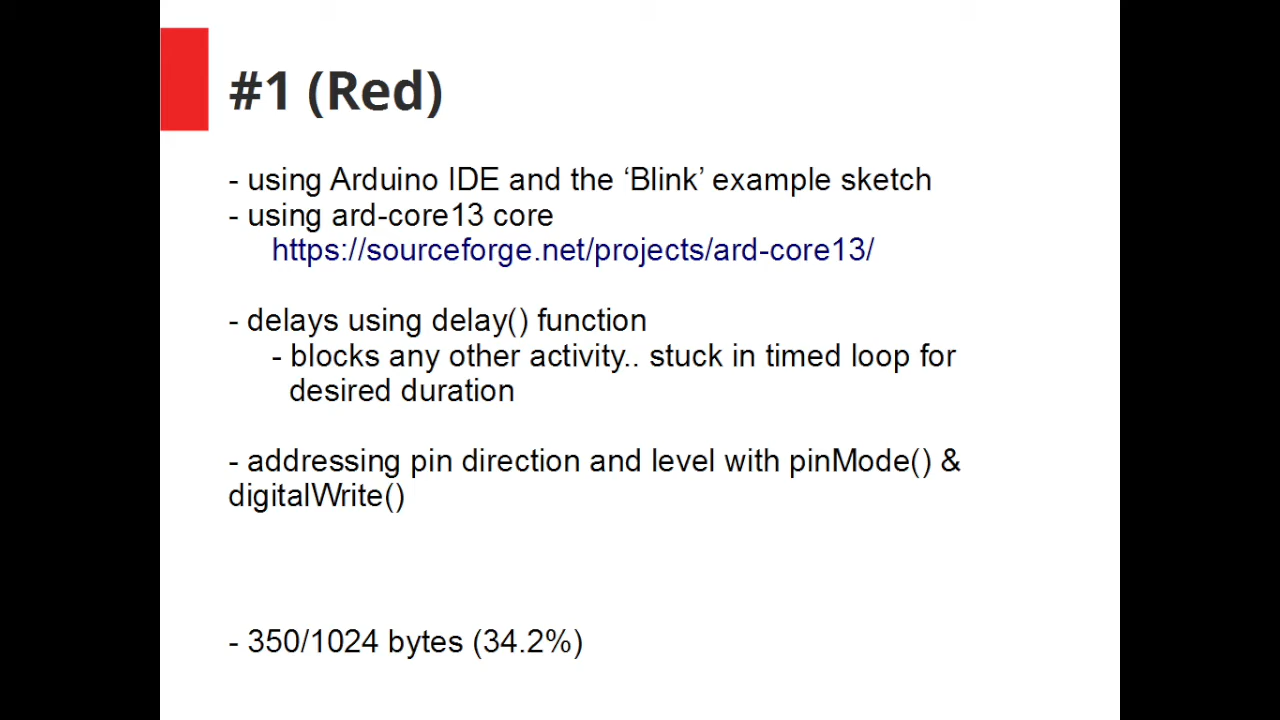 #1 (Red)
- using Arduino IDE and the ‘Blink’ example sketch
- using ard-core13 core
https://sourceforge.net/projects/ard-core13/
- delays using delay() function
- blocks any other activity.. stuck in timed loop for
desired duration
- addressing pin direction and level with pinMode() &
digitalWrite()
- 350/1024 bytes (34.2%)